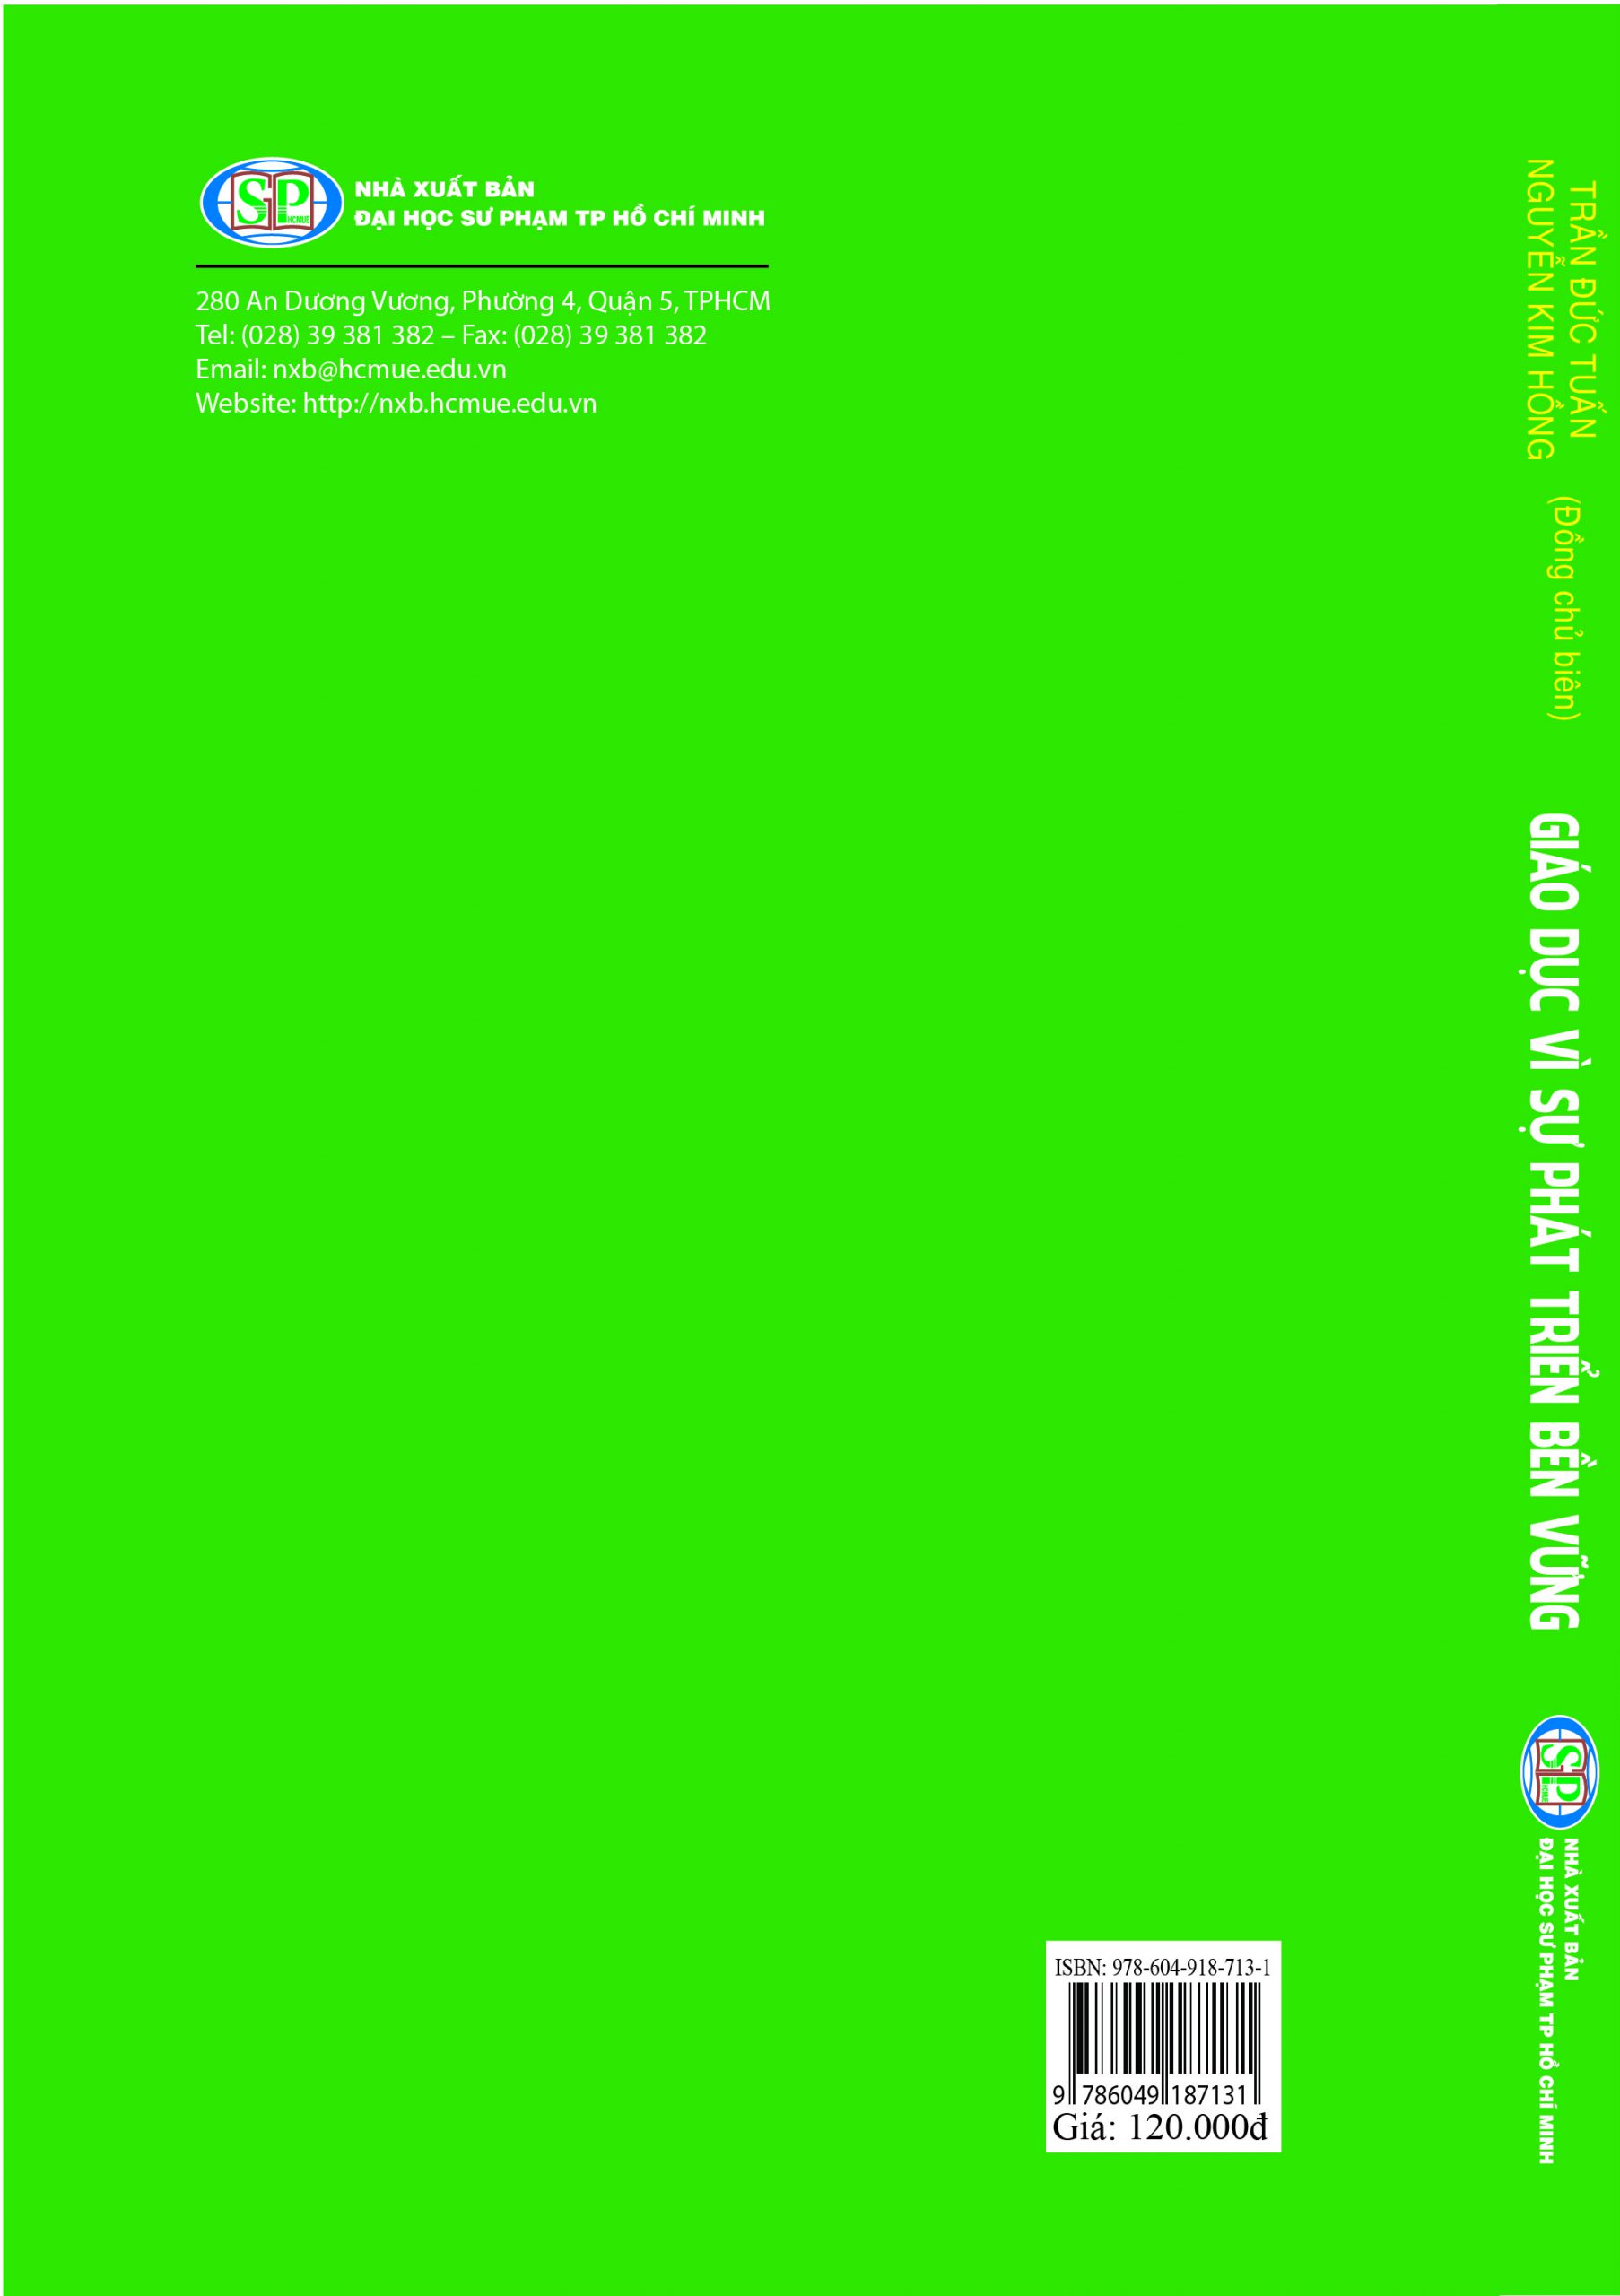 SP
HCMUE
NHÀ XUẤT BẢN
ĐẠI HỌC SƯ PHẠM TP HỒ CHÍ MINH
280 An Dương Vương, Phường 4, Quận 5, TPHCM
Tel: (028) 39 381 382 – Fax: (028) 39 381 382
Email: nxb@hcmue.edu.vn
Website: http://nxb.hcmue.edu.vn
TRẦN ĐỨC TUẤN
NGUYỄN KIM HỒNG
(Đồng chủ biên)
GIÁO DỤC VÌ SỰ PHÁT TRIỂN BỀN VỮNG
SP
HCMUE
NHÀ XUẤT BẢN
ĐẠI HỌC SƯ PHẠM TP HỒ CHÍ MINH
ISBN: 978-604-918-713-1
9 786049 187131
Giá: 120.000đ